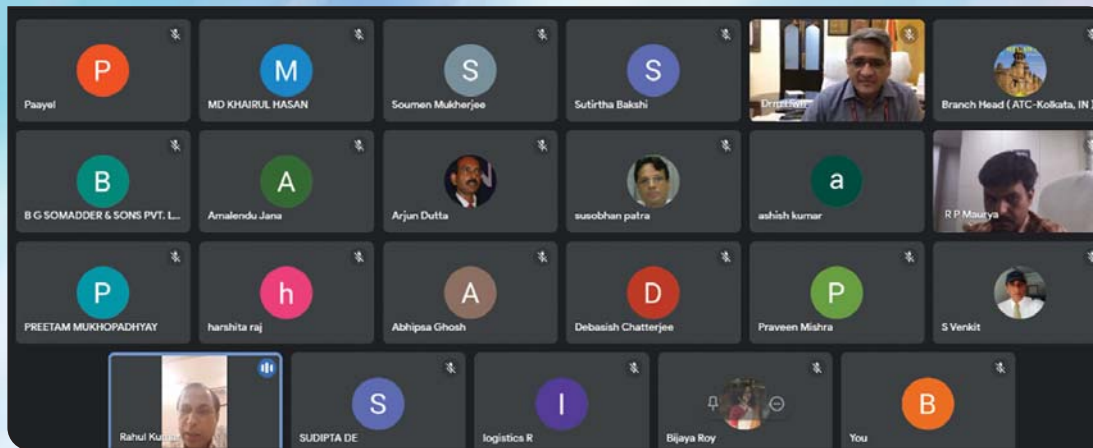 P
Paayel
M
MD KHAIRUL HASAN
S
Soumen Mukherjee
S
Sutirtha Bakshi
Branch Head ( ATC-Kolkata, IN )
B
B G SOMADDER & SONS PVT. L...
A
Amalendu Jana
Arjun Dutta
susobhan patra
a
ashish kumar
R P Maurya
P
PREETAM MUKHOPADHYAY
h
harshita raj
A
Abhipsa Ghosh
D
Debasish Chatterjee
P
Praveen Mishra
S Venkit
Rahul Kumar
S
SUDIPTA DE
l
logistics R
Bijaya Roy
B
You